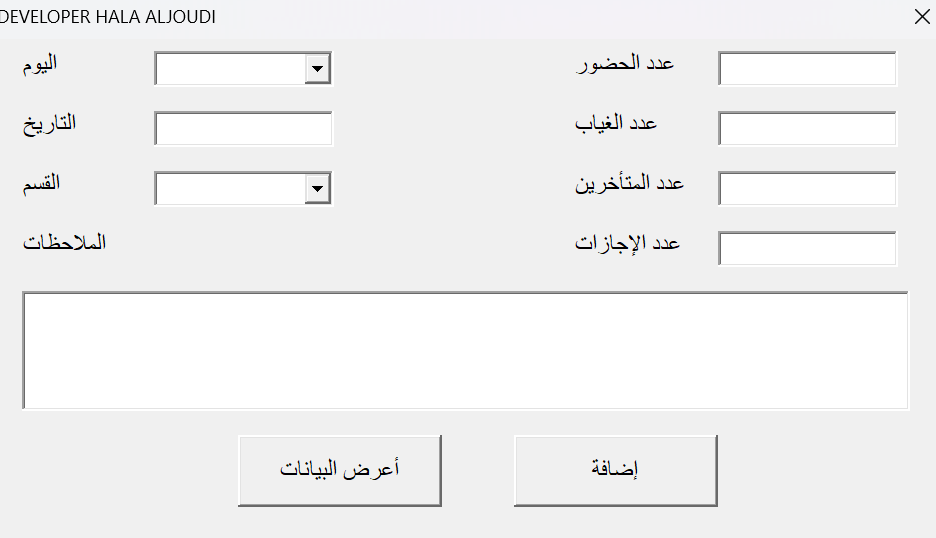 DEVELOPER HALA ALJOUDI
اليوم
عدد الحضور
التاريخ
عدد الغياب
القسم
عدد المتأخرين
الملاحظات
عدد الإجازات
أعرض البيانات
إضافة